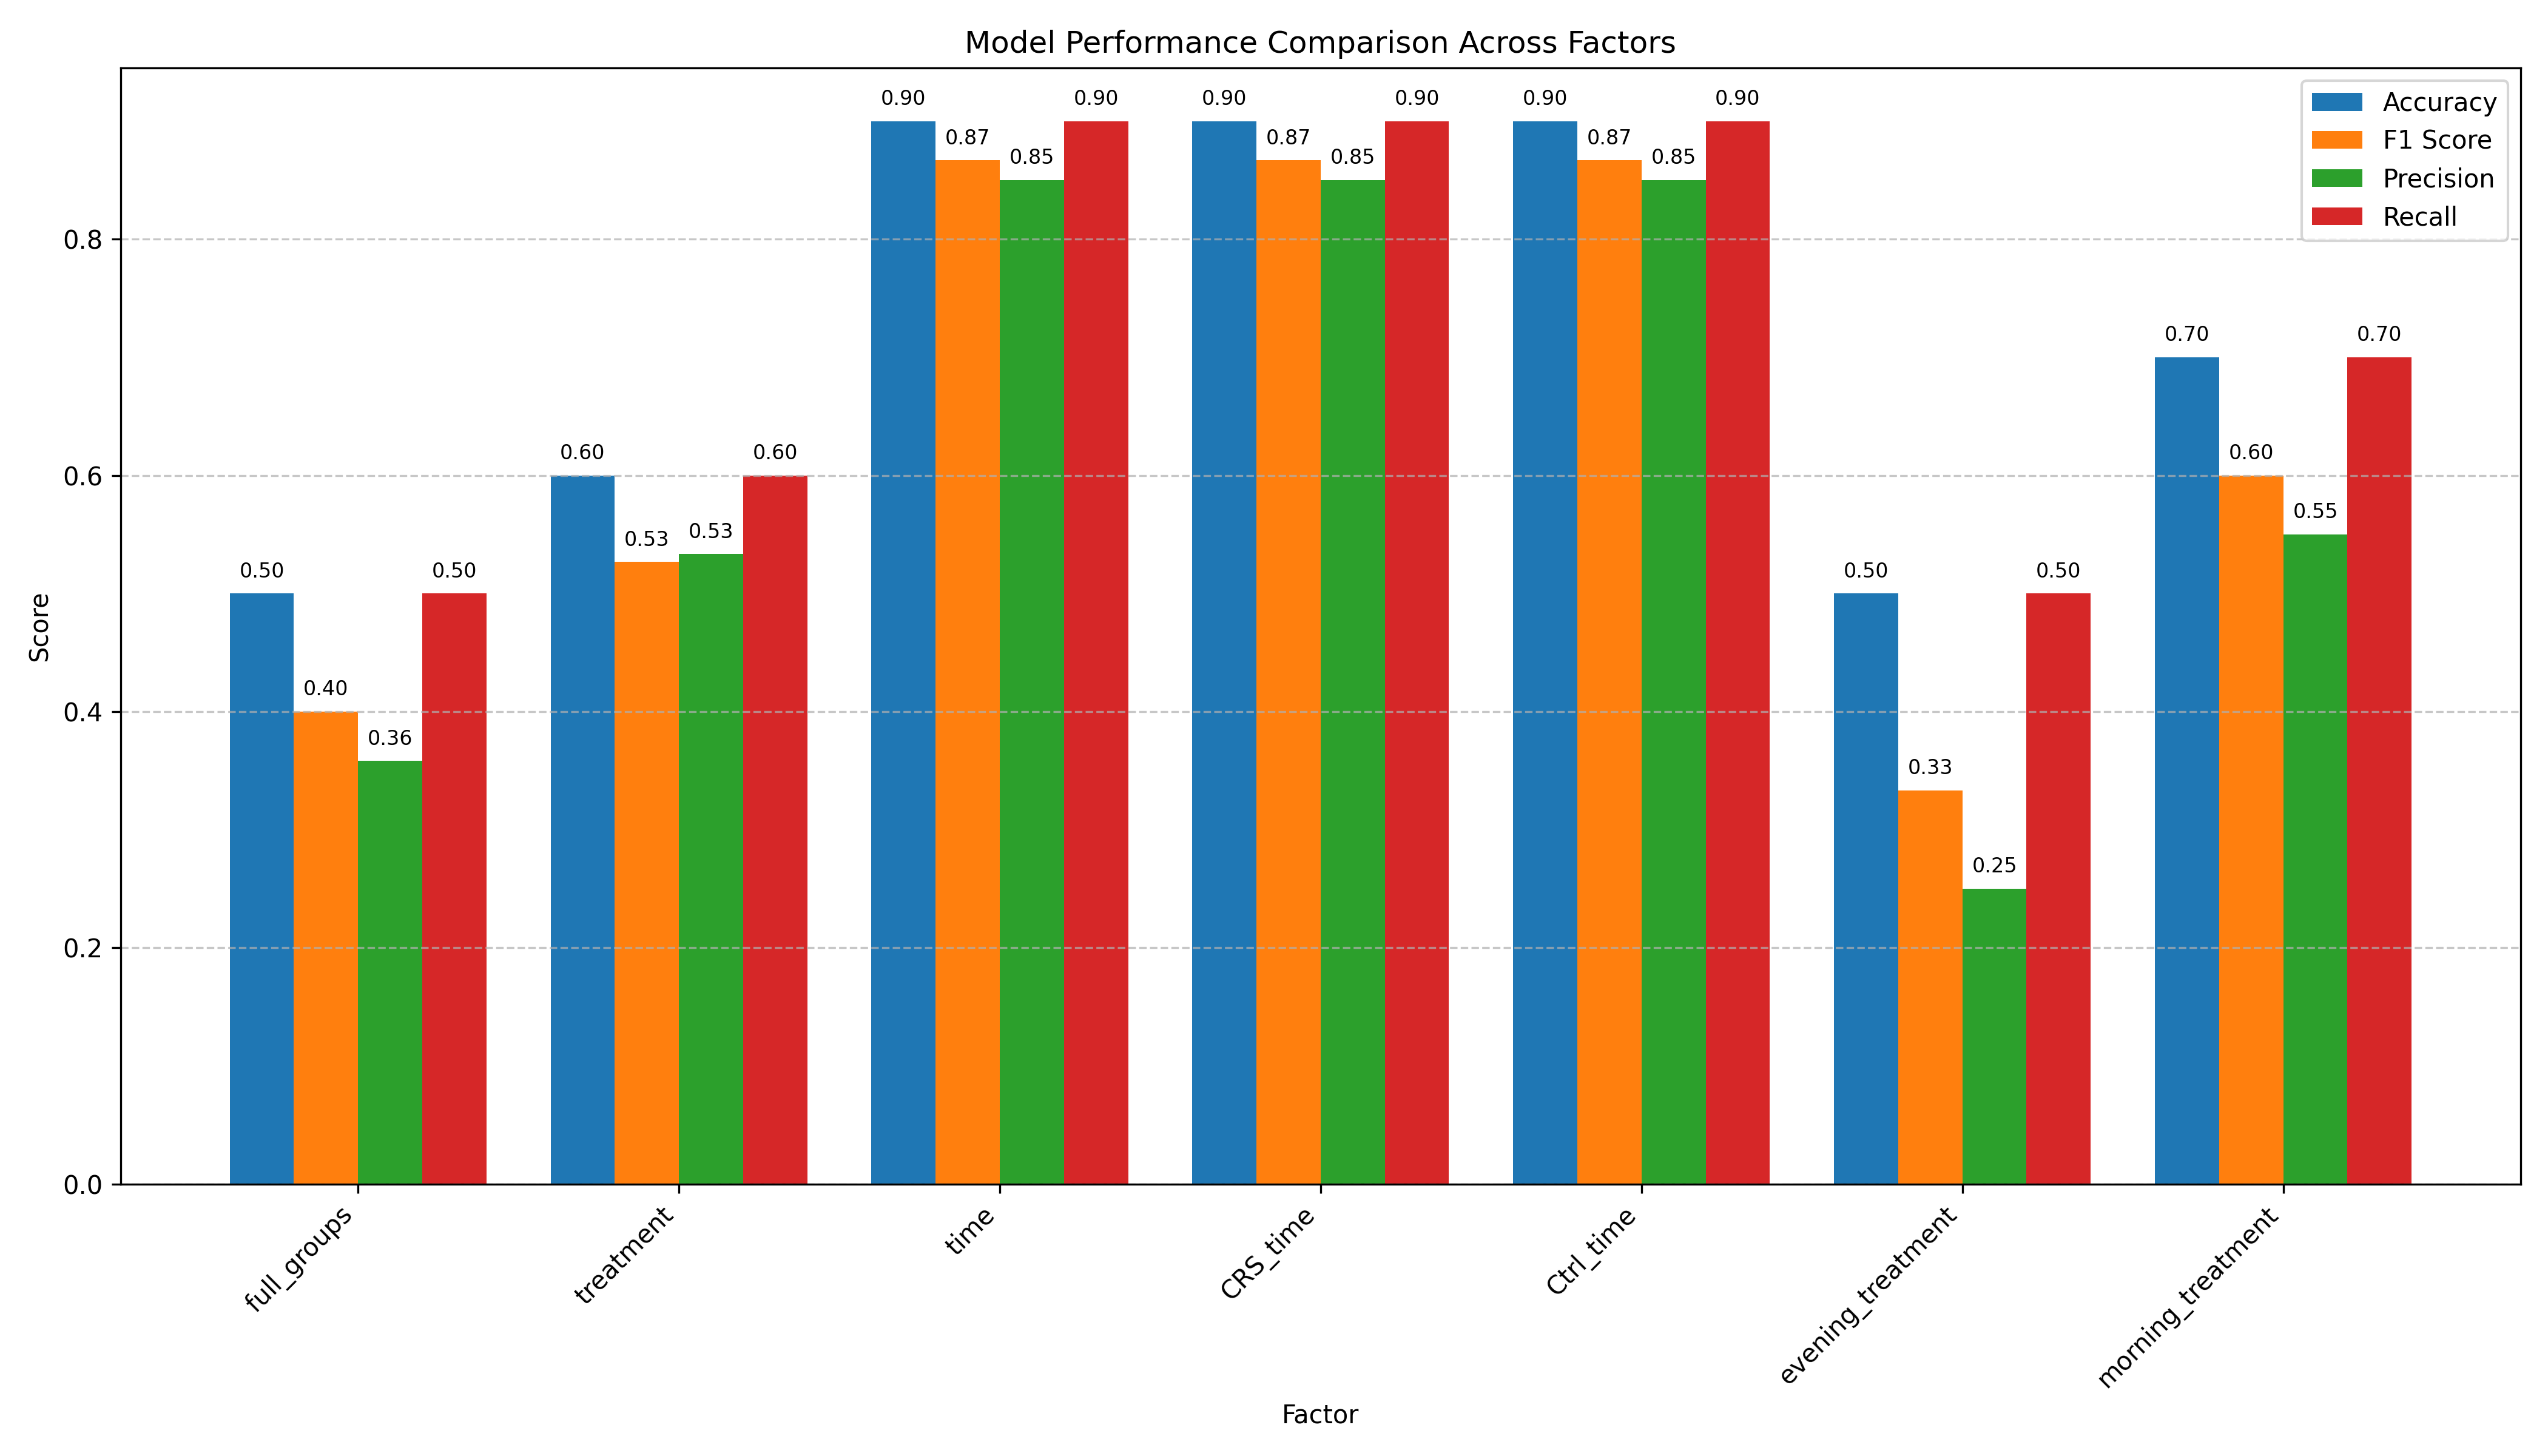 Model Performance Comparison Across Factors
Accuracy
F1 Score
Precision
Recall
Score
0.8
0.6
0.4
0.2
0.0
0.50
0.40
0.36
0.50
0.60
0.53
0.53
0.60
0.90
0.87
0.85
0.90
0.90
0.87
0.85
0.90
0.90
0.87
0.85
0.90
0.50
0.33
0.25
0.50
0.70
0.60
0.55
0.70
full_groups
treatment
time
CRS_time
Ctrl_time
evening_treatment
morning_treatment
Factor